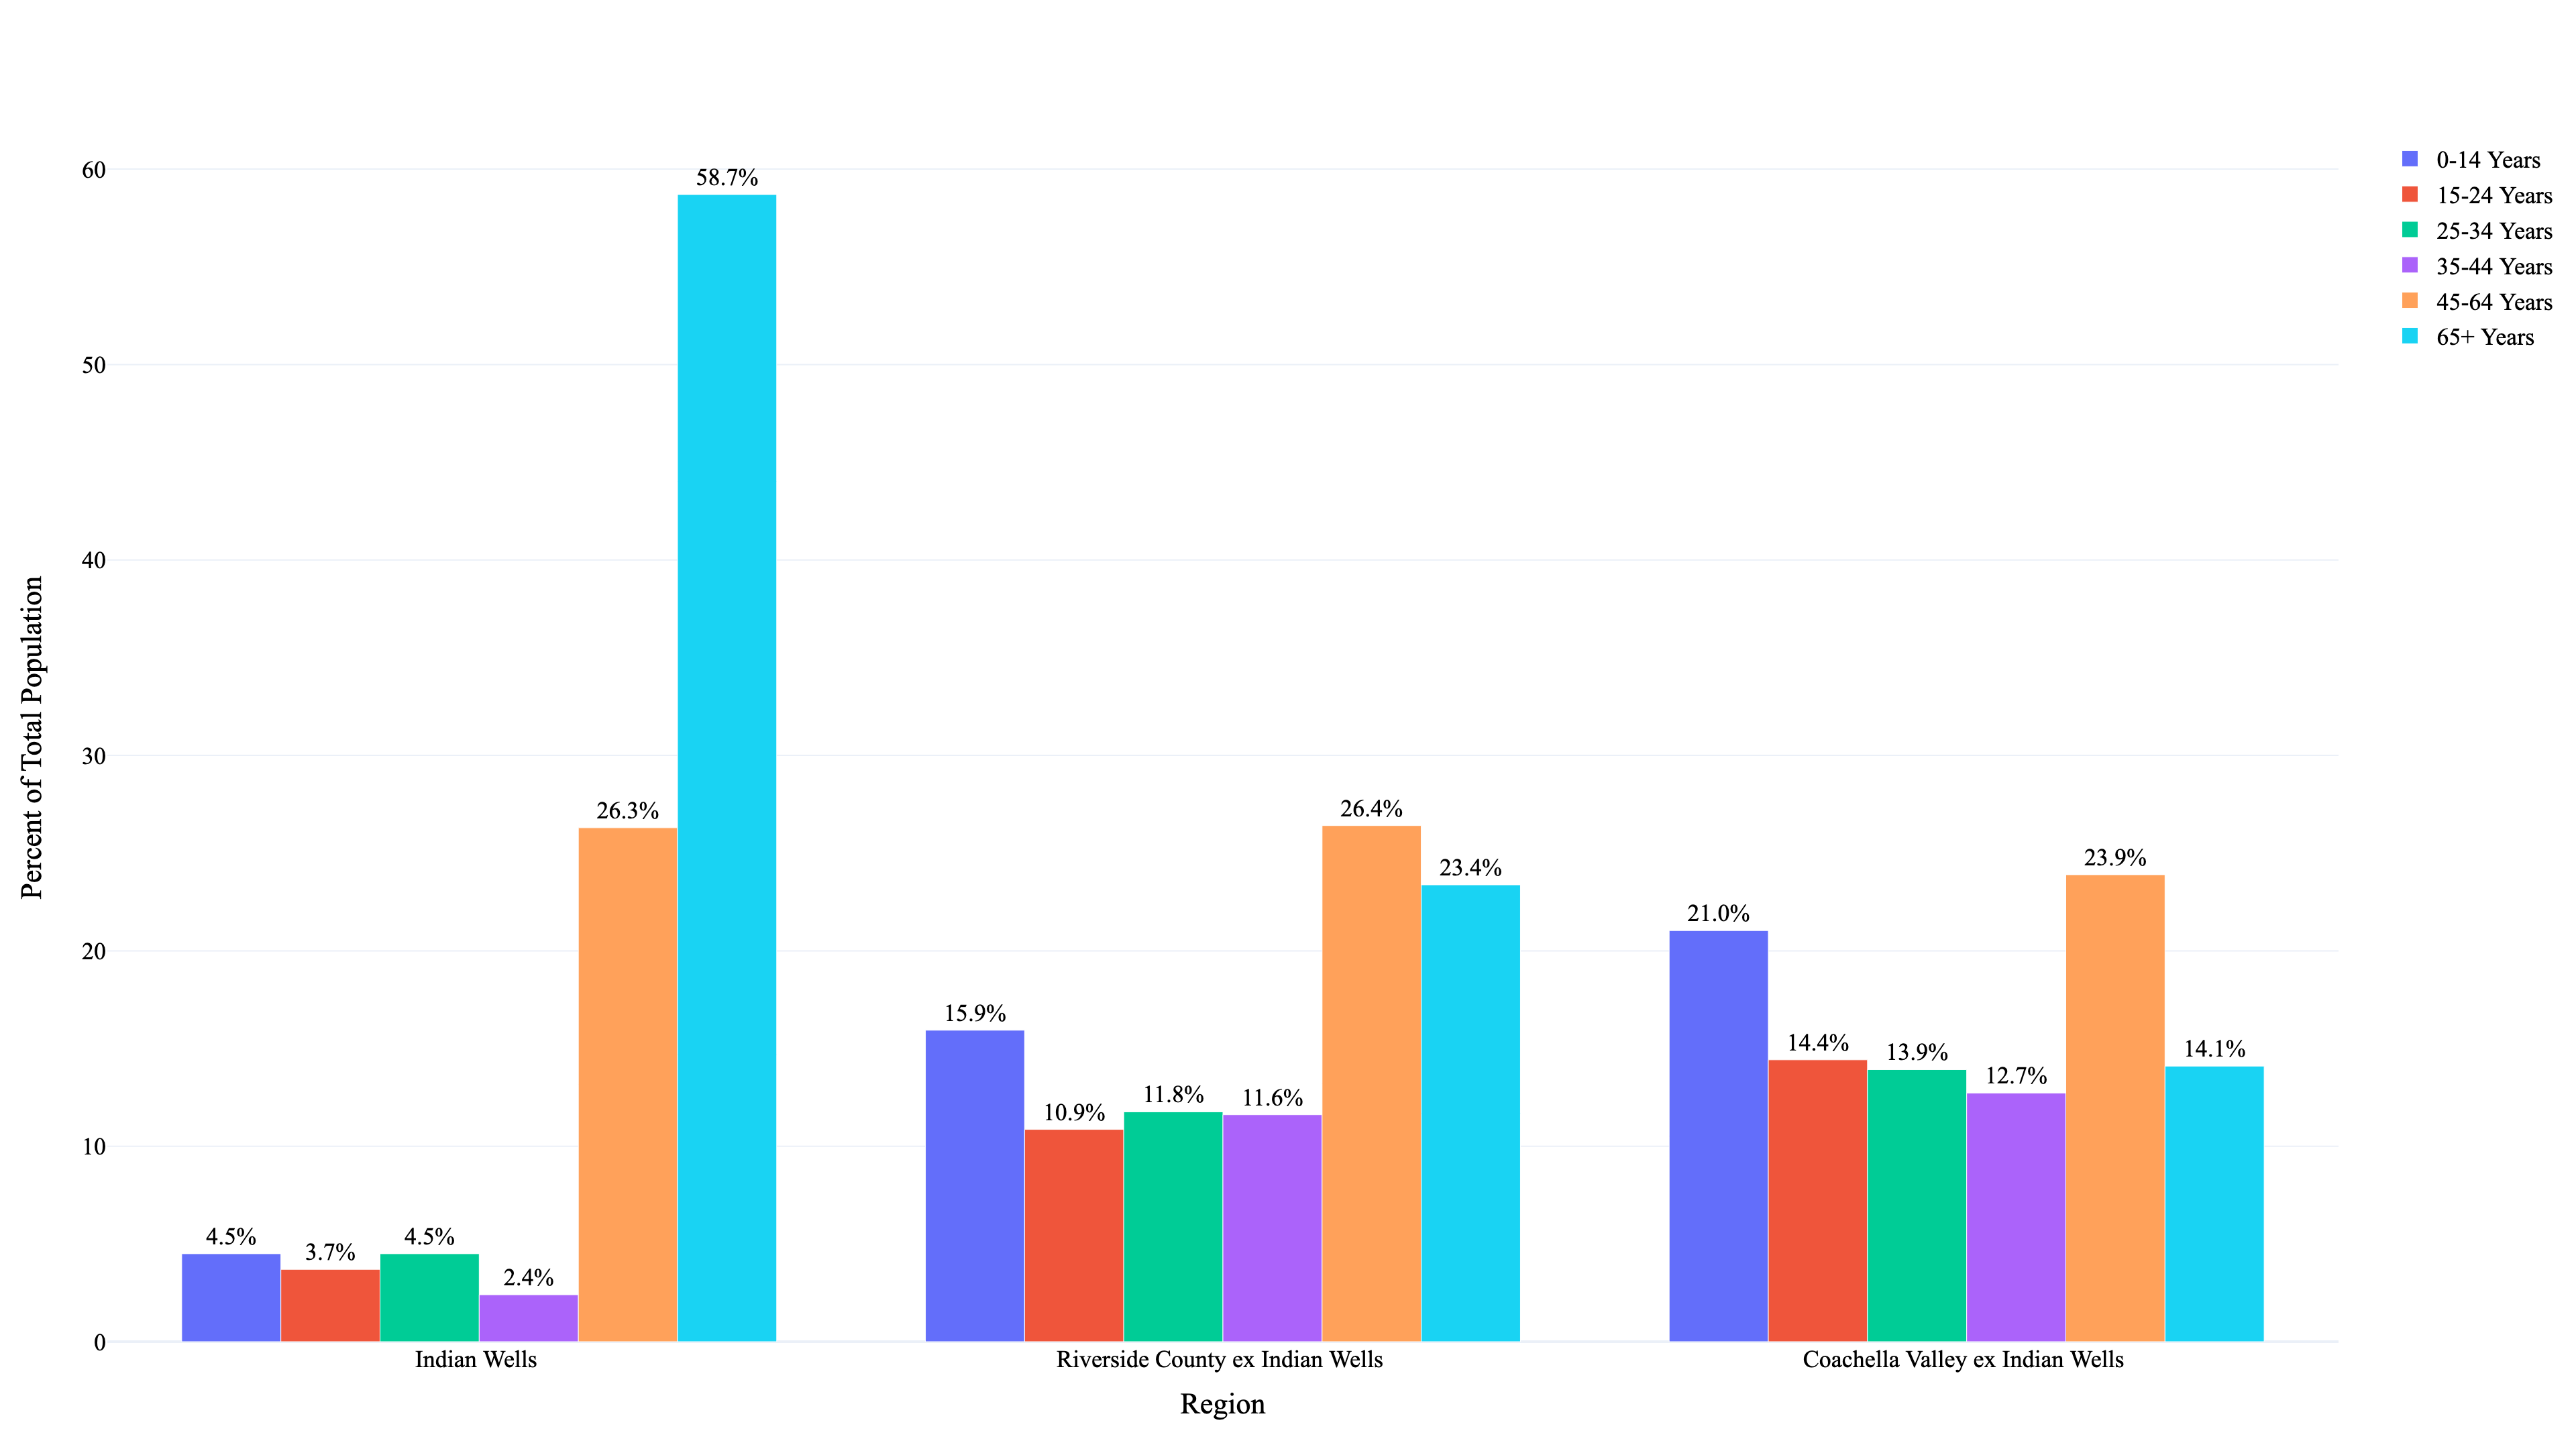 Percent of Total Population
60
50
40
30
20
10
0
4.5%
3.7%
4.5%
2.4%
26.3%
58.7%
15.9%
10.9%
11.8%
11.6%
26.4%
23.4%
21.0%
14.4%
13.9%
12.7%
23.9%
14.1%
Indian Wells
Riverside County ex Indian Wells
Coachella Valley ex Indian Wells
Region
0-14 Years
15-24 Years
25-34 Years
35-44 Years
45-64 Years
65+ Years